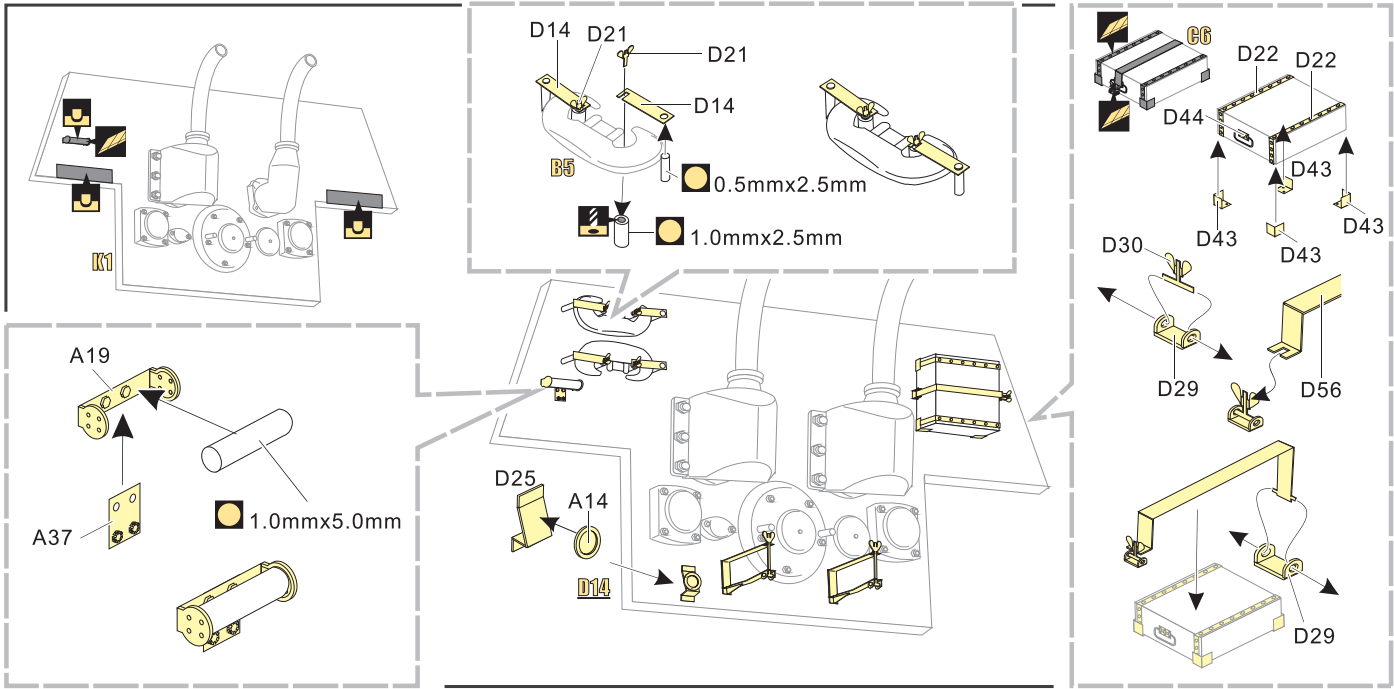 K1
D14
D21
D21
D14
B5
0.5mmx2.5mm
1.0mmx2.5mm
C6
D22
D22
D44
D43
D43
D43
D43
D30
D29
D56
D29
A19
A37
1.0mmx5.0mm
D25
A14
D14